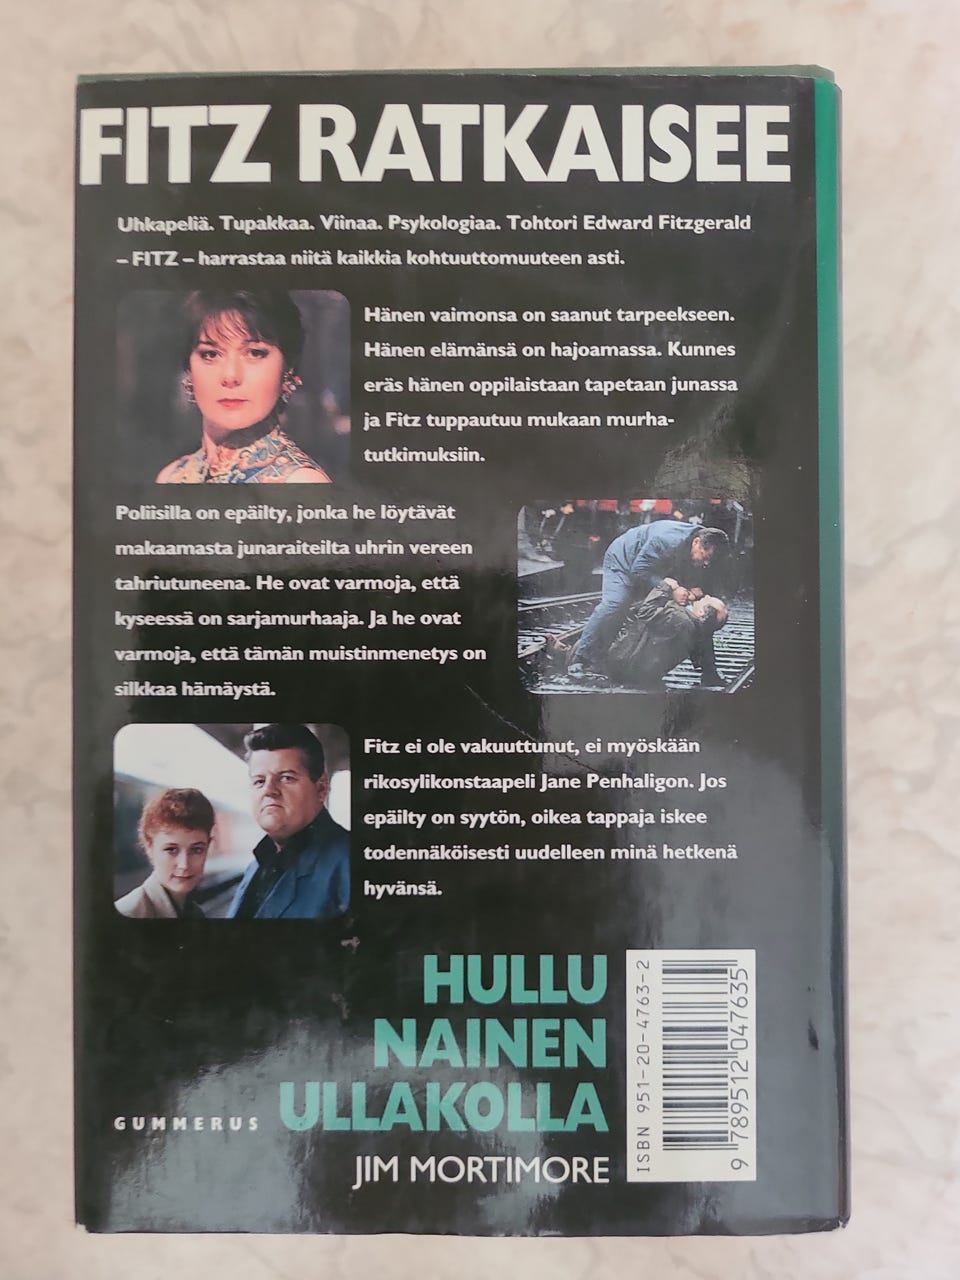 FITZ RATKAISEE
Uhkapeliä. Tupakkaa. Viinaa. Psykologiaa. Tohtori Edward Fitzgerald
– FITZ – harrastaa niitä kaikkia kohtuuttomuuteen asti.
Hänen vaimonsa on saanut tarpeekseen.
Hänen elämänsä on hajoamassa. Kunnes
eräs hänen oppilaistaan tapetaan junassa
ja Fitz tuppautuu mukaan murha-
tutkimuksiin.
Poliisilla on epäilty, jonka he löytävät
makaamasta junaraiteilta uhrin vereen
tahriutuneena. He ovat varmoja, että
kyseessä on sarjamurhaaja. Ja he ovat
varmoja, että tämän muistinmenetys on
silkkaa hämäystä.
Fitz ei ole vakuuttunut, ei myöskään
rikosylikonstaapeli Jane Penhaligon. Jos
epäilty on syytön, oikea tappaja iskee
todennäköisesti uudelleen minä hetkenä
hyvänsä.
HULLU
NAINEN
ULLAKOLLA
GUMMERUS
JIM MORTIMORE
ISBN 951-20-4763-2
9 789512 047635